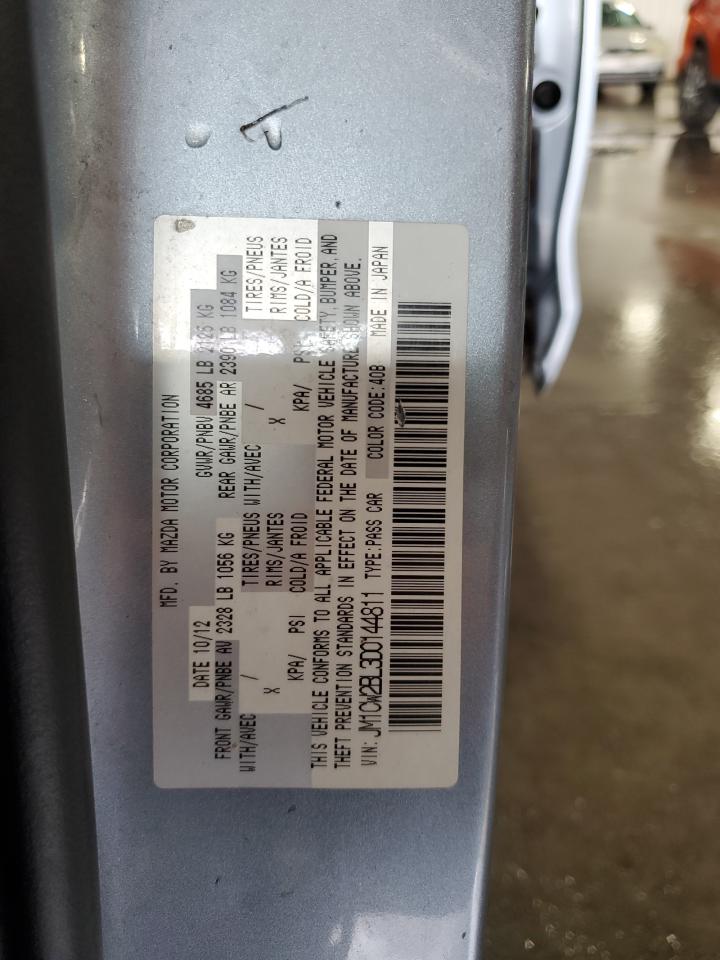 MFD. BY MAZDA MOTOR CORPORATION
DATE 10/12 GVWR/PNBV 4685 LB 2126 KG
FRONT GAWR/PNBE AV 2328 LB 1056 KG REAR GAWR/PNBE AR 2390 LB 1084 KG
WITH/AVEC / TIRES/PNEUS WITH/AVEC / TIRES/PNEUS
X RIMS/JANTES X RIMS/JANTES
KPA/ PSI COLD/A FROID KPA/ PSI COLD/A FROID
THIS VEHICLE CONFORMS TO ALL APPLICABLE FEDERAL MOTOR VEHICLE SAFETY, BUMPER, AND
THEFT PREVENTION STANDARDS IN EFFECT ON THE DATE OF MANUFACTURE SHOWN ABOVE.
VIN: JM1CW2BL3D0144811 TYPE:PASS CAR COLOR CODE:40B MADE IN JAPAN